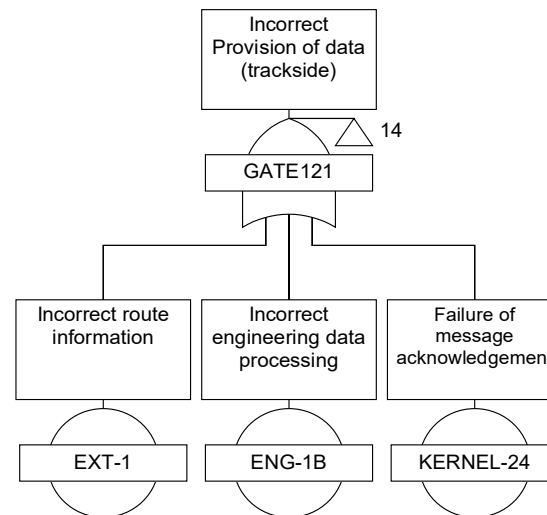 Incorrect
Provision of data
(trackside)
14
GATE121
Incorrect route
information
Incorrect
engineering data
processing
Failure of
message
acknowledgemen
EXT-1
ENG-1B
KERNEL-24